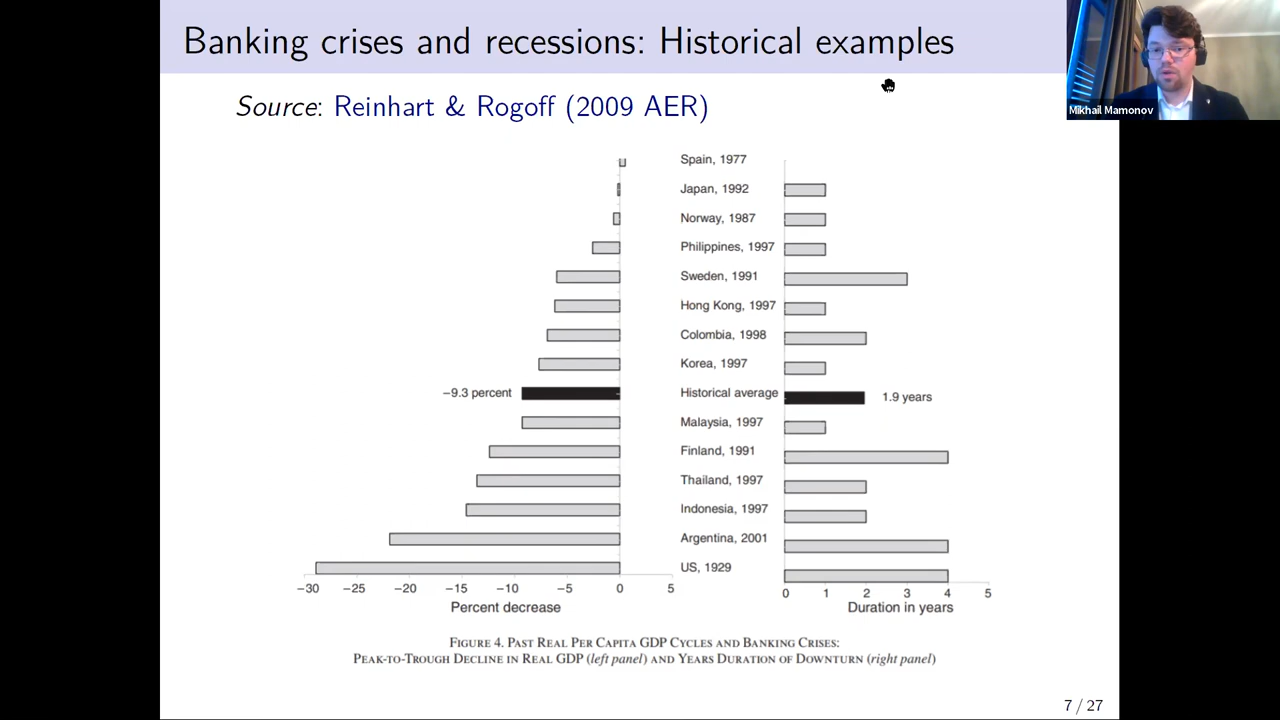 Banking crises and recessions: Historical examples
Mikhail Mamonov
Source: Reinhart & Rogoff (2009 AER)
Spain, 1977
Japan, 1992
Norway, 1987
Philippines, 1997
Sweden, 1991
Hong Kong, 1997
Colombia, 1998
Korea, 1997
−9.3 percent Historical average 1.9 years
Malaysia, 1997
Finland, 1991
Thailand, 1997
Indonesia, 1997
Argentina, 2001
US, 1929
−30 −25 −20 −15 −10 −5 0 5 0 1 2 3 4 5
Percent decrease Duration in years
Figure 4. Past Real Per Capita GDP Cycles and Banking Crises:
Peak-to-Trough Decline in Real GDP (left panel) and Years Duration of Downturn (right panel)
7 / 27